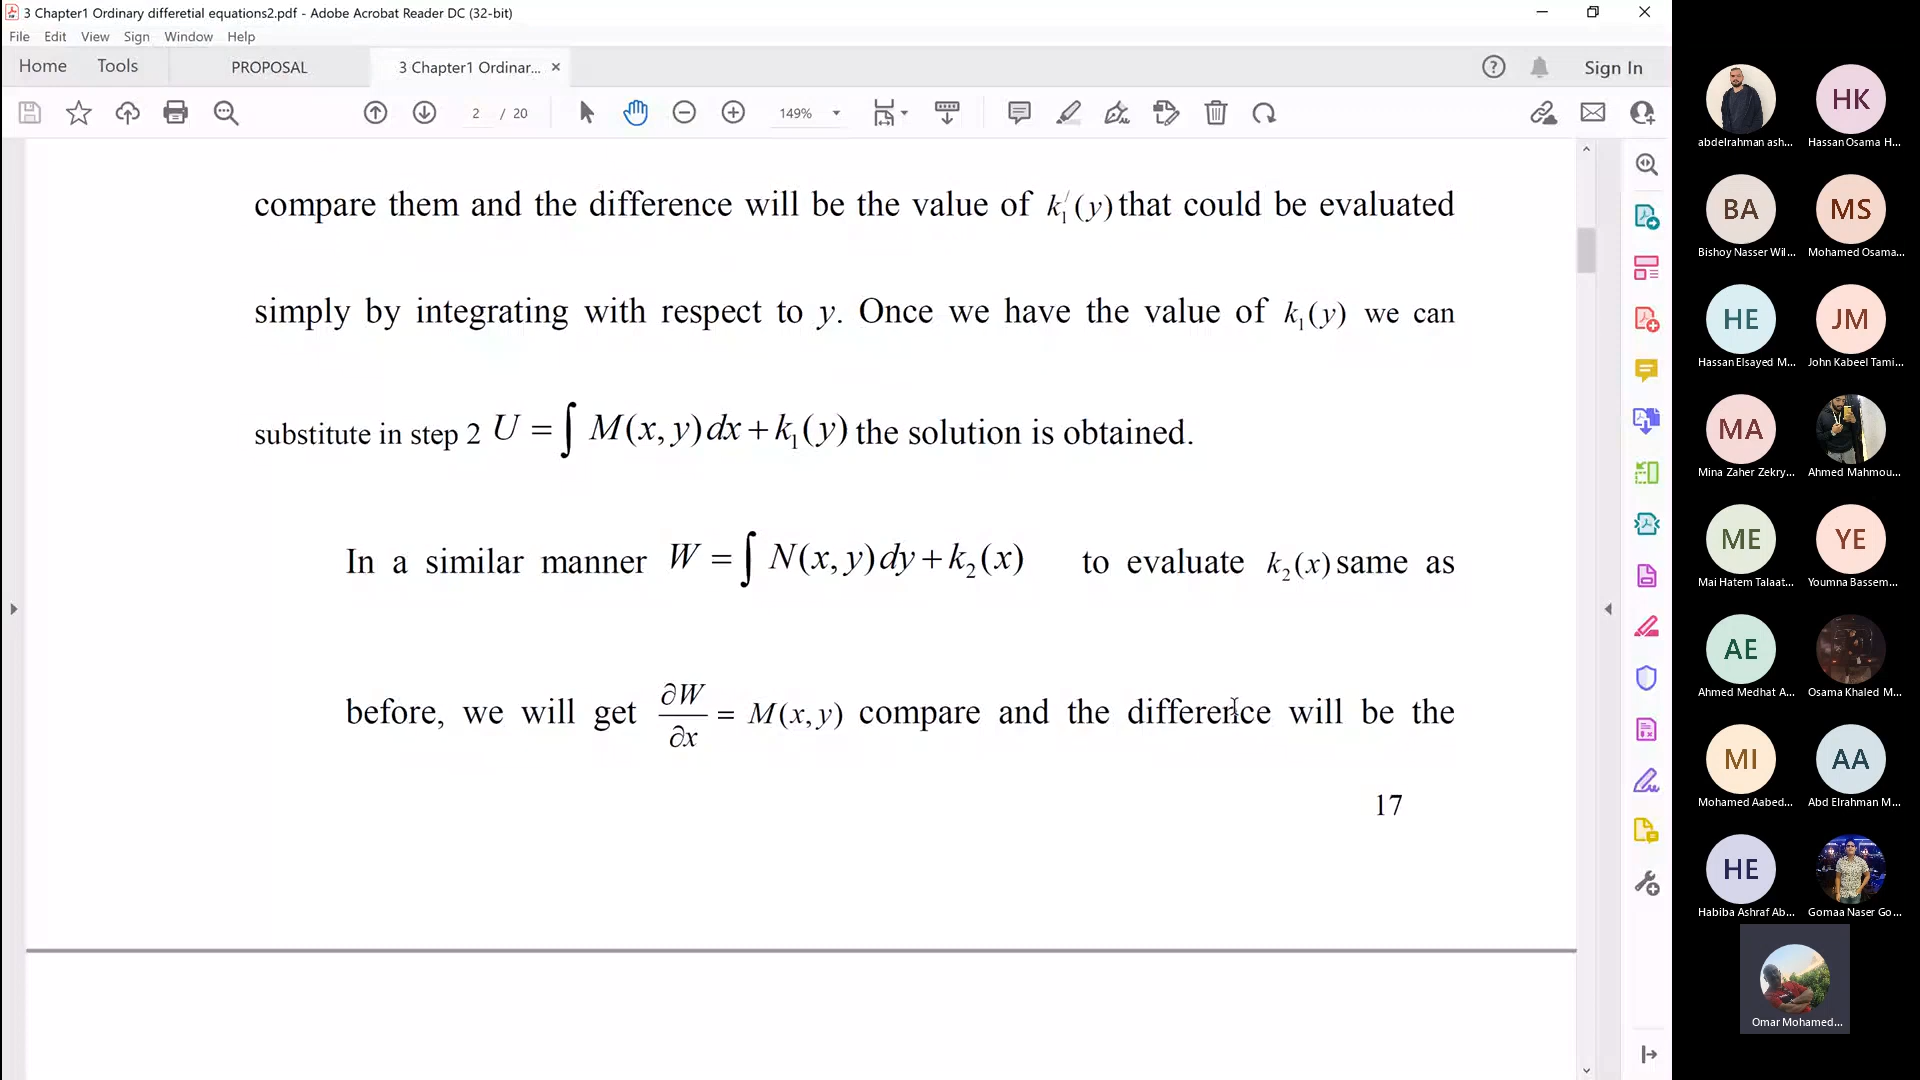 3 Chapter1 Ordinary differetial equations2.pdf - Adobe Acrobat Reader DC (32-bit)
File Edit View Sign Window Help
Home Tools PROPOSAL 3 Chapter1 Ordinar... × Sign In
2 / 20 149%
compare them and the difference will be the value of k₁′(y) that could be evaluated
simply by integrating with respect to y. Once we have the value of k₁(y) we can
substitute in step 2 U = ∫ M(x, y) dx + k₁(y) the solution is obtained.
In a similar manner W = ∫ N(x, y) dy + k₂(x) to evaluate k₂(x) same as
before, we will get ∂W/∂x = M(x, y) compare and the difference will be the
17
abdelrahman ash...
HK
Hassan Osama H...
BA
Bishoy Nasser Wil...
MS
Mohamed Osama...
HE
Hassan Elsayed M...
JM
John Kabeel Tami...
MA
Mina Zaher Zekry...
Ahmed Mahmou...
ME
Mai Hatem Talaat...
YE
Youmna Bassem...
AE
Ahmed Medhat A...
Osama Khaled M...
MI
Mohamed Aabed...
AA
Abd Elrahman M...
HE
Habiba Ashraf Ab...
Gomaa Naser Go...
Omar Mohamed...